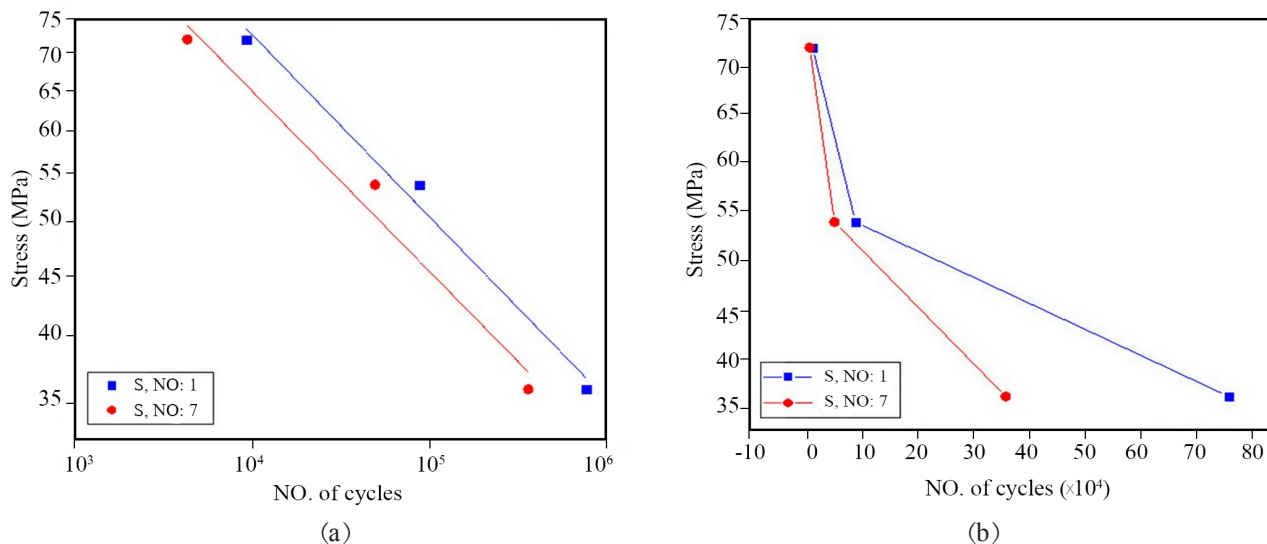 75
70
65
60
55
50
45
40
35
Stress (MPa)
S, NO: 1
S, NO: 7
10³
10⁴
10⁵
10⁶
NO. of cycles
(a)
75
70
65
60
55
50
45
40
35
Stress (MPa)
S, NO: 1
S, NO: 7
-10 0 10 20 30 40 50 60 70 80
NO. of cycles (×10⁴)
(b)